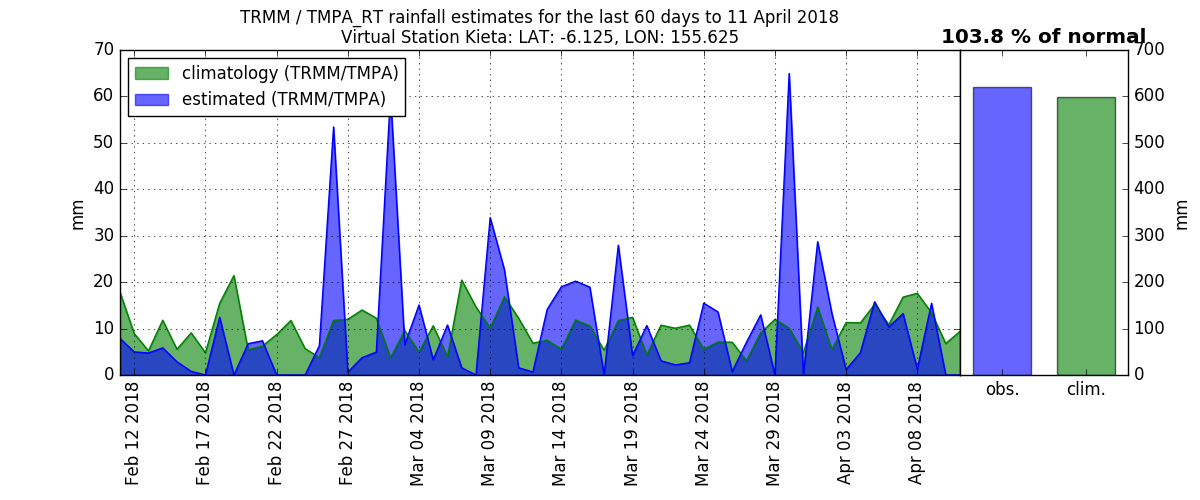 TRMM / TMPA_RT rainfall estimates for the last 60 days to 11 April 2018
Virtual Station Kieta: LAT: -6.125, LON: 155.625
103.8 % of normal
climatology (TRMM/TMPA)
estimated (TRMM/TMPA)
mm
70
60
50
40
30
20
10
0
Feb 12 2018
Feb 17 2018
Feb 22 2018
Feb 27 2018
Mar 04 2018
Mar 09 2018
Mar 14 2018
Mar 19 2018
Mar 24 2018
Mar 29 2018
Apr 03 2018
Apr 08 2018
700
600
500
400
300
200
100
0
mm
obs.
clim.